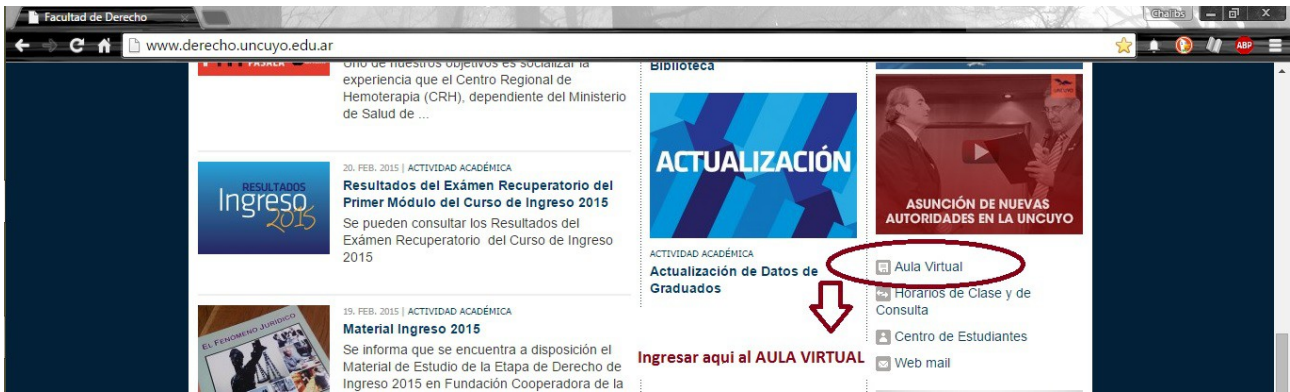 Facultad de Derecho
Chalibs
www.derecho.uncuyo.edu.ar
ABP
PASALA
Uno de nuestros objetivos es socializar la
experiencia que el Centro Regional de
Hemoterapia (CRH), dependiente del Ministerio
de Salud de ...
RESULTADOS
Ingreso
2015
20. FEB. 2015 | ACTIVIDAD ACADÉMICA
Resultados del Exámen Recuperatorio del
Primer Módulo del Curso de Ingreso 2015
Se pueden consultar los Resultados del
Exámen Recuperatorio del Curso de Ingreso
2015
EL FENOMENO JURIDICO
19. FEB. 2015 | ACTIVIDAD ACADÉMICA
Material Ingreso 2015
Se informa que se encuentra a disposición el
Material de Estudio de la Etapa de Derecho de
Ingreso 2015 en Fundación Cooperadora de la
Biblioteca
ACTUALIZACIÓN
ACTIVIDAD ACADÉMICA
Actualización de Datos de
Graduados
Ingresar aqui al AULA VIRTUAL
UNCUYO
ASUNCIÓN DE NUEVAS
AUTORIDADES EN LA UNCUYO
Aula Virtual
Horarios de Clase y de
Consulta
Centro de Estudiantes
Web mail